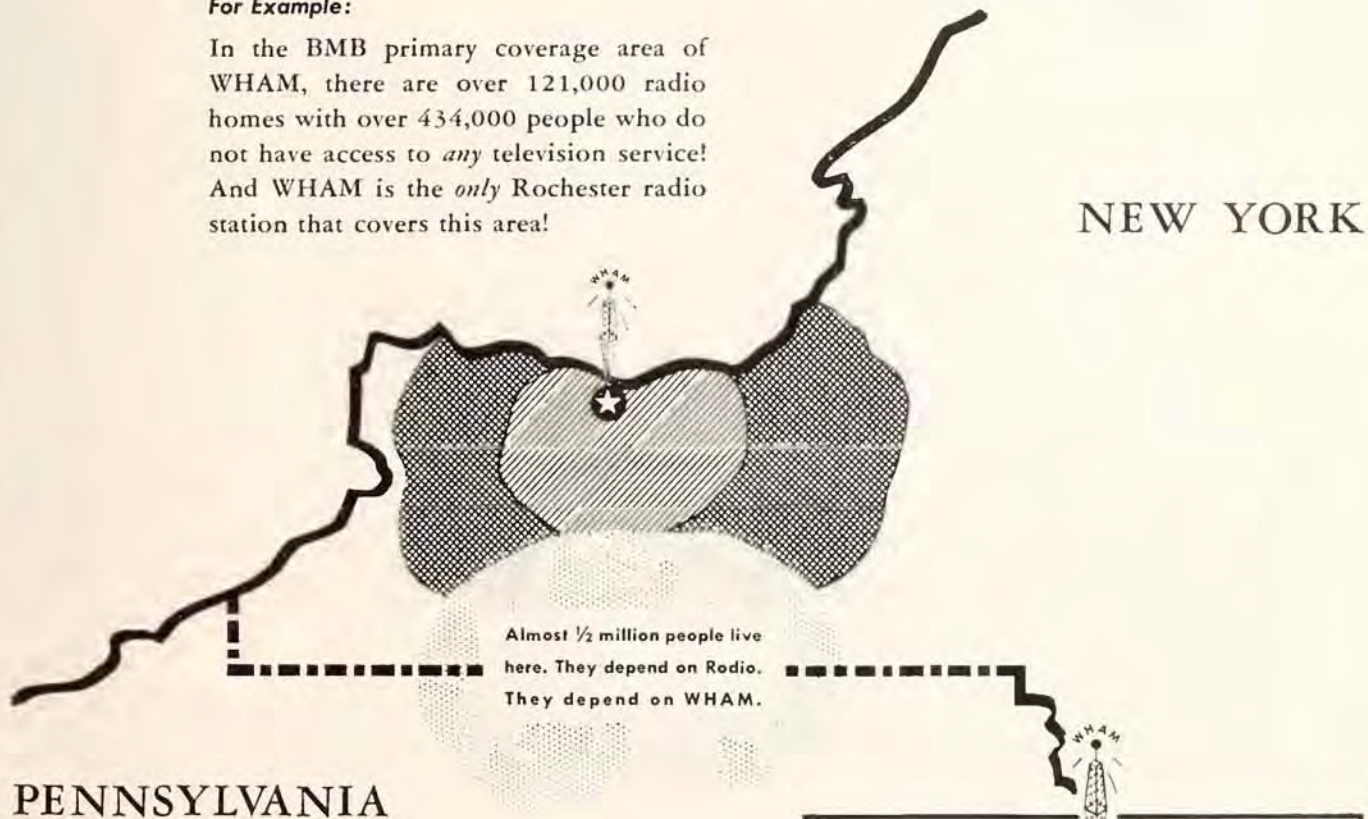 For Example:
In the BMB primary coverage area of
WHAM, there are over 121,000 radio
homes with over 434,000 people who do
not have access to any television service!
And WHAM is the only Rochester radio
station that covers this area!
NEW YORK
WHAM
Almost ½ million people live
here. They depend on Rodio.
They depend on WHAM.
WHAM
PENNSYLVANIA